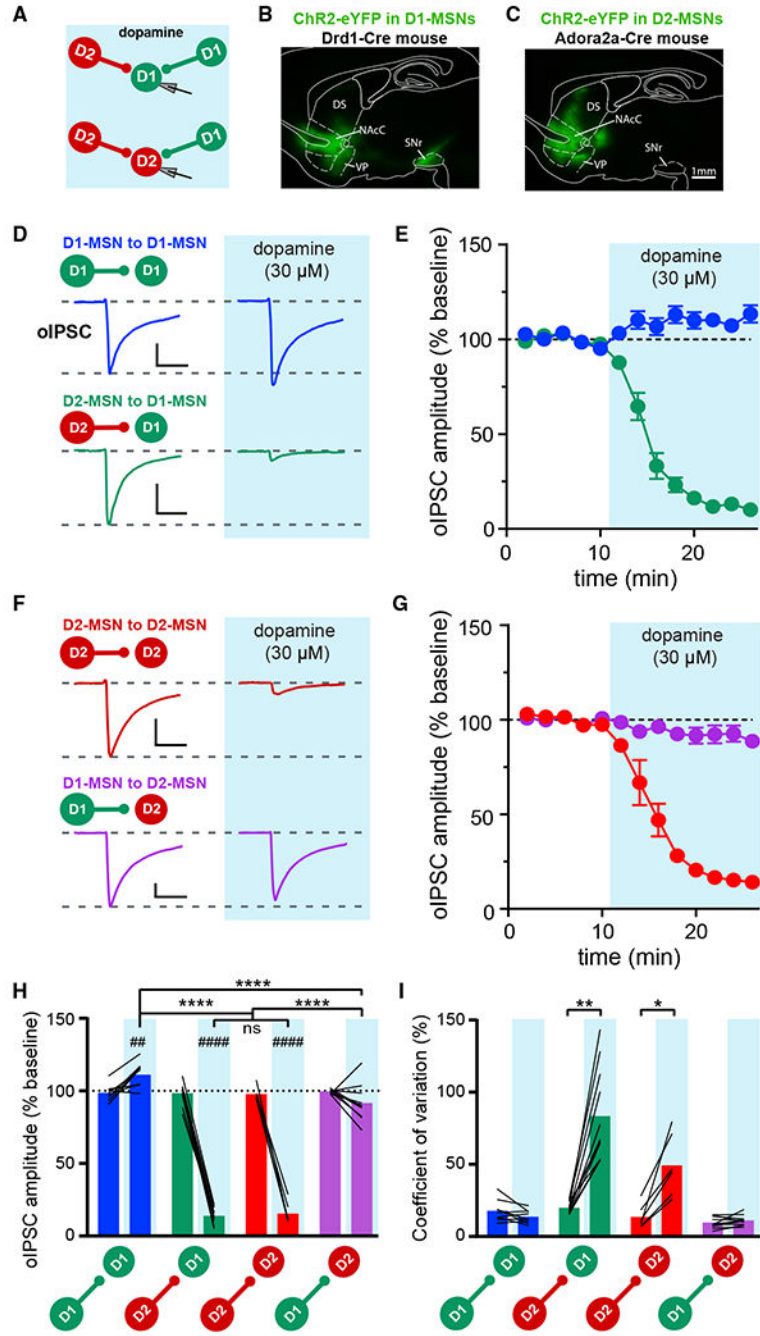 A
dopamine
D2
D1
D1
D2
D2
D1
B
ChR2-eYFP in D1-MSNs
Drd1-Cre mouse
DS
NAcC
SNr
VP
C
ChR2-eYFP in D2-MSNs
Adora2a-Cre mouse
DS
NAcC
SNr
VP
1mm
D
D1-MSN to D1-MSN
D1
D1
dopamine
(30 µM)
oIPSC
D2-MSN to D1-MSN
D2
D1
E
oIPSC amplitude (% baseline)
150
100
50
0
dopamine
(30 µM)
0
10
20
time (min)
F
D2-MSN to D2-MSN
D2
D2
dopamine
(30 µM)
D1-MSN to D2-MSN
D1
D2
G
oIPSC amplitude (% baseline)
150
100
50
0
dopamine
(30 µM)
0
10
20
time (min)
H
oIPSC amplitude (% baseline)
150
100
50
0
****
****
****
ns
##
####
####
D1
D1
D2
D2
D1
D2
D2
D1
I
Coefficient of variation (%)
150
100
50
0
**
*
D1
D1
D2
D2
D1
D2
D2
D1